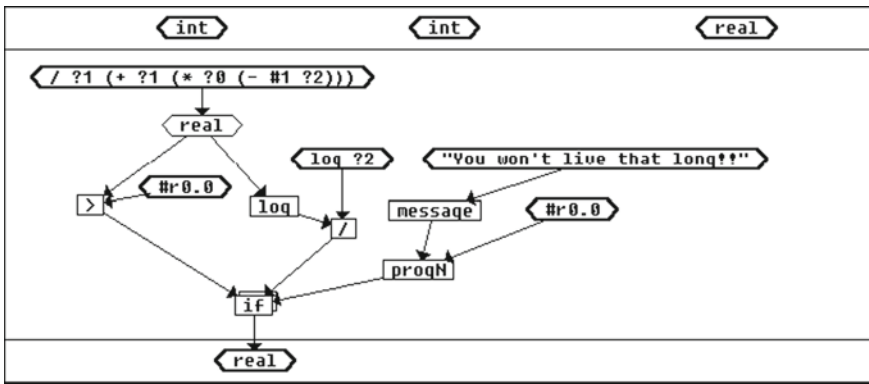 int int real
/ ?1 (+ ?1 (* ?0 (- #1 ?2)))
real
log ?2 "You won't live that long!!"
> #r0.0 log message #r0.0
/
progN
if
real